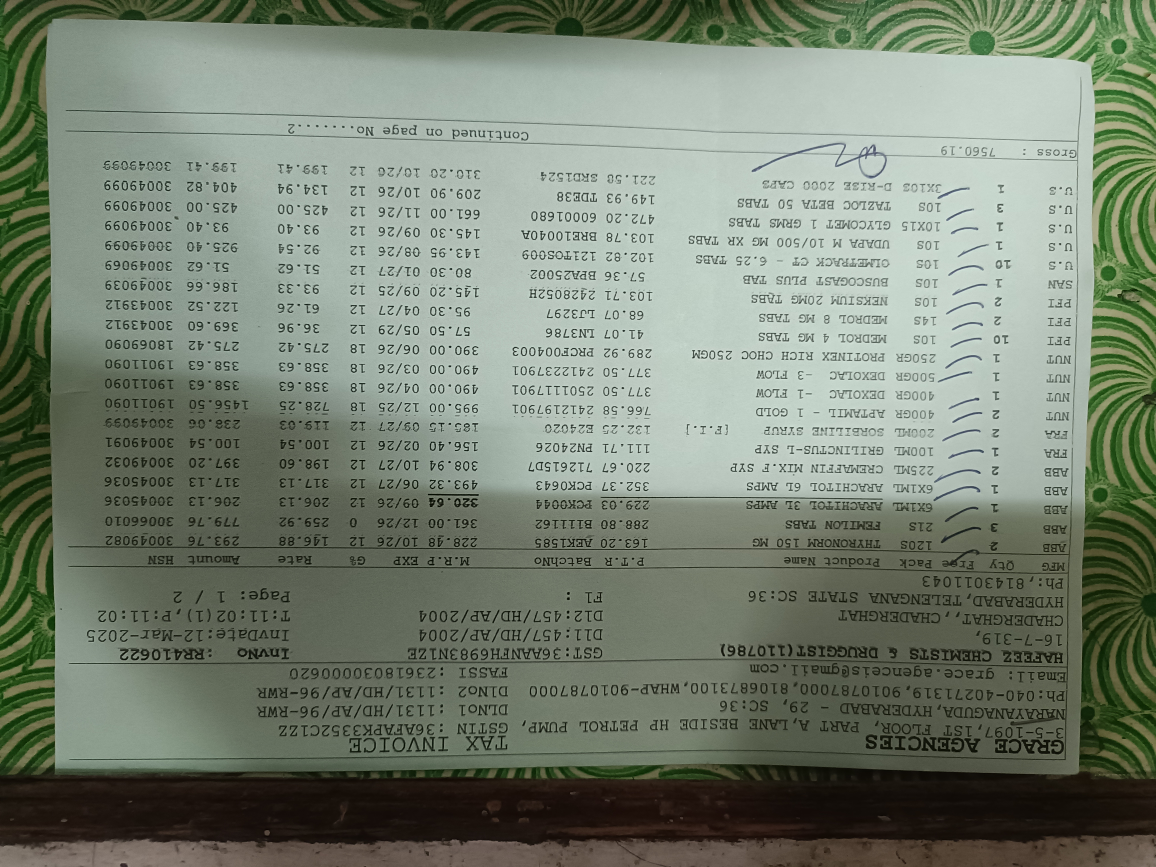 GRACE AGENCIES TAX INVOICE
3-5-1097,1ST FLOOR, PART A,LANE BESIDE HP PETROL PUMP, GSTIN :36AFAPK3352C1ZZ
NARAYANAGUDA,HYDERABAD - 29, SC:36 DLNo1 :1131/HD/AP/96-RWR
Ph:040-40271319,9010787000,8106873100,WHAP-9010787000 DlNo2 :1131/HD/AP/96-RWR
Email: grace.agenceis@gmail.com FASSI :23618030000620
HAFEEZ CHEMISTS & DRUGGIST(110786) GST:36AANFH6983N1ZE InvNo :RR410622
16-7-319, Dl1:457/HD/AP/2004 InvDate:12-Mar-2025
CHADERGHAT,,CHADERGHAT Dl2:457/HD/AP/2004 T:11:02(1),P:11:02
HYDERABAD,TELENGANA STATE SC:36 Fl : Page: 1 / 2
Ph:,8143011043
MFG Qty Free Pack Product Name P.T.R BatchNo M.R.P EXP G% Rate Amount HSN
ABB 2 120S THYRONORM 150 MG 163.20 AEK1585 228.48 10/26 12 146.88 293.76 30049082
ABB 3 21S FEMILON TABS 288.80 B111162 361.00 12/26 0 259.92 779.76 30066010
ABB 1 6X1ML ARACHITOL 3L AMPS 229.03 PCK0044 320.64 09/26 12 206.13 206.13 30045036
ABB 1 6X1ML ARACHITOL 6L AMPS 352.37 PCK0643 493.32 06/27 12 317.13 317.13 30045036
ABB 2 225ML CREMAFFIN MIX.F SYP 220.67 712615D7 308.94 10/27 12 198.60 397.20 30049032
FRA 1 100ML GRILINCTUS-L SYP 111.71 PN24026 156.40 02/26 12 100.54 100.54 30049091
FRA 2 200ML SORBILINE SYRUP [F.I.] 132.25 E24020 185.15 09/27 12 119.03 238.06 30049099
NUT 2 400GR APTAMIL - 1 GOLD 766.58 2412197901 995.00 12/25 18 728.25 1456.50 19011090
NUT 1 400GR DEXOLAC -1 FLOW 377.50 2501117901 490.00 04/26 18 358.63 358.63 19011090
NUT 1 500GR DEXOLAC -3 FLOW 377.50 2412237901 490.00 03/26 18 358.63 358.63 19011090
NUT 1 250GR PROTINEX RICH CHOC 250GM 289.92 PRCF004003 390.00 06/26 18 275.42 275.42 18069090
PFI 10 10S MEDROL 4 MG TABS 41.07 LN3786 57.50 05/29 12 36.96 369.60 30043912
PFI 2 14S MEDROL 8 MG TABS 68.07 LJ3297 95.30 04/27 12 61.26 122.52 30043912
PFI 2 10S NEKSIUM 20MG TABS 103.71 24280S2H 145.20 09/25 12 93.33 186.66 30049039
SAN 1 10S BUSCOGAST PLUS TAB 57.36 BPA25002 80.30 01/27 12 51.62 51.62 30049069
U.S 10 10S OLMETRACK CT - 6.25 TABS 102.82 121TOS009 143.95 08/26 12 92.54 925.40 30049099
U.S 1 10S UDAPA M 10/500 MG XR TABS 103.78 BRE10040A 145.30 09/26 12 93.40 93.40 30049099
U.S 1 10X15 GLYCOMET 1 GRMS TABS 472.20 60001680 661.00 11/26 12 425.00 425.00 30049099
U.S 3 10S TAZLOC BETA 50 TABS 149.93 TDE38 209.90 10/26 12 134.94 404.82 30049099
U.S 1 3X10S D-RISE 2000 CAPS 221.58 SRD1524 310.20 10/26 12 199.41 199.41 30049099
Gross : 7560.19
Continued on page No.......2